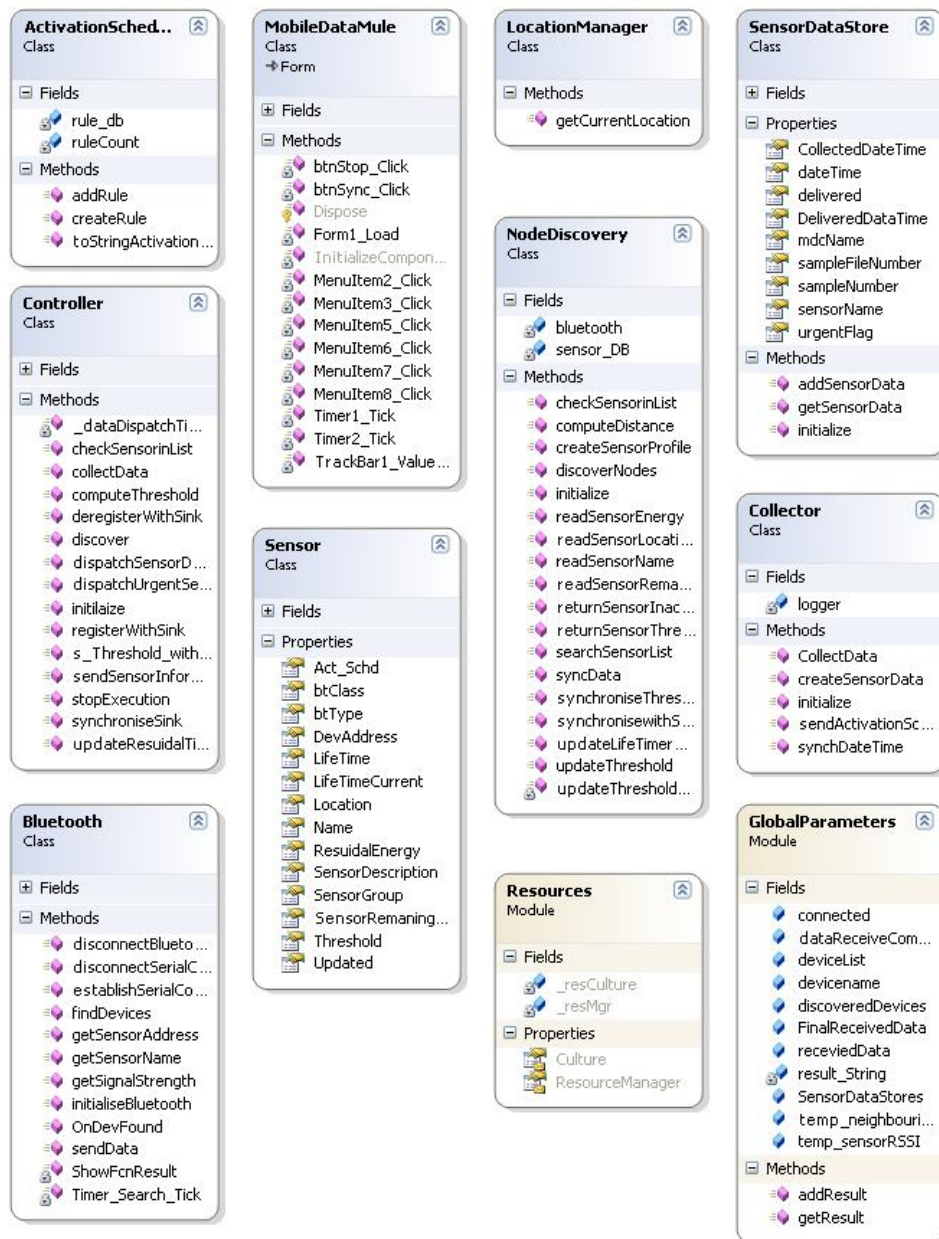 ActivationSched...
Class
Fields
rule_db
ruleCount
Methods
addRule
createRule
toStringActivation ...
Controller
Class
Fields
Methods
_dataDispatchTi...
checkSensorinList
collectData
computeThreshold
deregisterWithSink
discover
dispatchSensorD...
dispatchUrgentSe...
initilaize
registerWithSink
s_Threshold_with...
sendSensorInfor...
stopExecution
synchroniseSink
updateResuidalTi...
Bluetooth
Class
Fields
Methods
disconnectBlueto...
disconnectSerialC...
establishSerialCo...
findDevices
getSensorAddress
getSensorName
getSignalStrength
initialiseBluetooth
OnDevFound
sendData
ShowFcnResult
Timer_Search_Tick
MobileDataMule
Class
Form
Fields
Methods
btnStop_Click
btnSync_Click
Dispose
Form1_Load
InitializeCompon...
MenuItem2_Click
MenuItem3_Click
MenuItem5_Click
MenuItem6_Click
MenuItem7_Click
MenuItem8_Click
Timer1_Tick
Timer2_Tick
TrackBar1_Value...
Sensor
Class
Fields
Properties
Act_Schd
btClass
btType
DevAddress
LifeTime
LifeTimeCurrent
Location
Name
ResuidalEnergy
SensorDescription
SensorGroup
SensorRemaning...
Threshold
Updated
LocationManager
Class
Methods
getCurrentLocation
NodeDiscovery
Class
Fields
bluetooth
sensor_DB
Methods
checkSensorinList
computeDistance
createSensorProfile
discoverNodes
initialize
readSensorEnergy
readSensorLocati...
readSensorName
readSensorRema...
returnSensorInac...
returnSensorThre...
searchSensorList
syncData
synchroniseThres...
synchronisewithS...
updateLifeTimer...
updateThreshold
updateThreshold...
Resources
Module
Fields
_resCulture
_resMgr
Properties
Culture
ResourceManager
SensorDataStore
Class
Fields
Properties
CollectedDateTime
dateTime
delivered
DeliveredDataTime
mdcName
sampleFileNumber
sampleNumber
sensorName
urgentFlag
Methods
addSensorData
getSensorData
initialize
Collector
Class
Fields
logger
Methods
CollectData
createSensorData
initialize
sendActivationSc...
synchDateTime
GlobalParameters
Module
Fields
connected
dataReceiveCom...
deviceList
devicename
discoveredDevices
FinalReceivedData
receviedData
result_String
SensorDataStores
temp_neighbouri...
temp_sensorRSSI
Methods
addResult
getResult